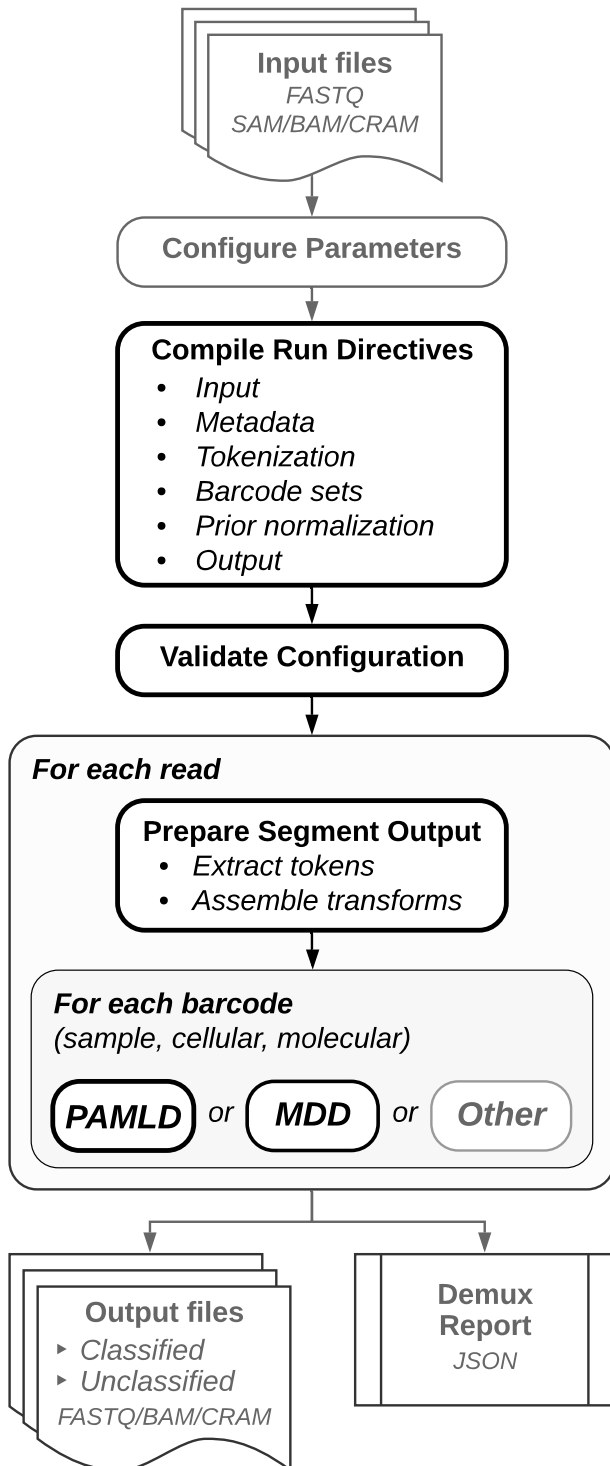 Input files
FASTQ
SAM/BAM/CRAM
Configure Parameters
Compile Run Directives
• Input
• Metadata
• Tokenization
• Barcode sets
• Prior normalization
• Output
Validate Configuration
For each read
Prepare Segment Output
• Extract tokens
• Assemble transforms
For each barcode
(sample, cellular, molecular)
PAMLD or MDD or Other
Output files
‣ Classified
‣ Unclassified
FASTQ/BAM/CRAM
Demux
Report
JSON